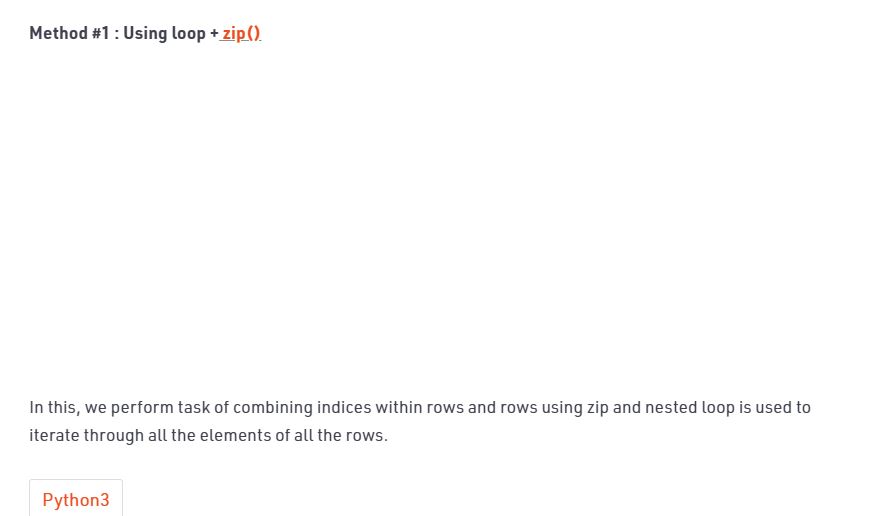 Method #1 : Using loop + zip()
In this, we perform task of combining indices within rows and rows using zip and nested loop is used to
iterate through all the elements of all the rows.
Python3